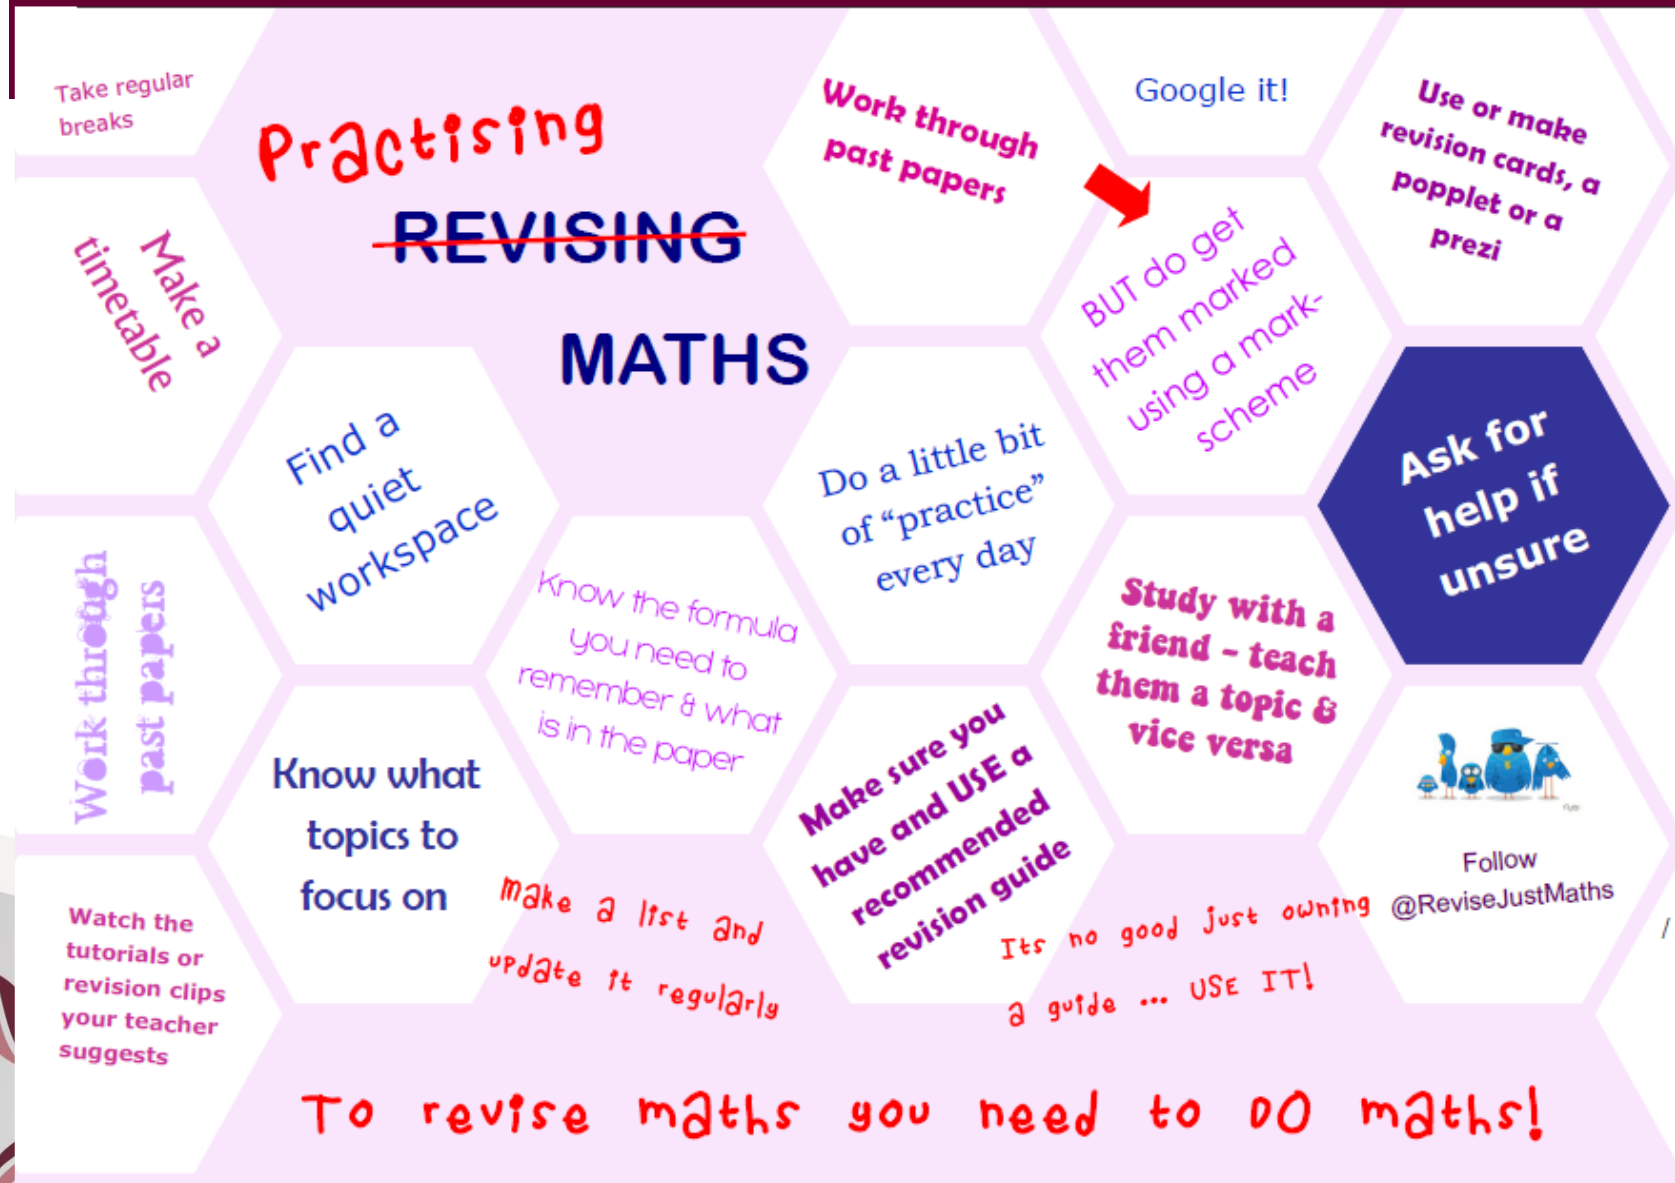 Take regular
breaks
Practising
REVISING
MATHS
Work through
past papers
Google it!
Use or make
revision cards, a
popplet or a
prezi
Make a
timetable
BUT do get
them marked
using a mark-
scheme
Find a
quiet
workspace
Do a little bit
of “practice”
every day
Ask for
help if
unsure
Work through
past papers
Know the formula
you need to
remember & what
is in the paper
Study with a
friend – teach
them a topic &
vice versa
Know what
topics to
focus on
make a list and
update it regularly
Make sure you
have and USE a
recommended
revision guide
Its no good just owning
a guide ... USE IT!
Follow
@ReviseJustMaths
/
Watch the
tutorials or
revision clips
your teacher
suggests
To revise maths you need to DO maths!